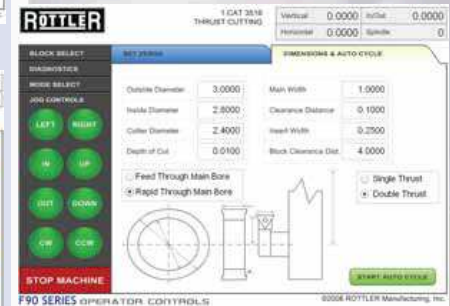 ROTTLER
1 CAT 3516
THRUST CUTTING
Vertical 0.0000 In/Out 0.0000
Horizontal 0.0000 Spindle 0
BLOCK SELECT
DIAGNOSTICS
MODE SELECT
JOG CONTROLS
LEFT RIGHT
IN UP
OUT DOWN
CW CCW
STOP MACHINE
SET ZEROS
DIMENSIONS & AUTO CYCLE
Outside Diameter 3.0000 Main Width 1.0000
Inside Diameter 2.8000 Clearance Distance 0.1000
Cutter Diameter 2.4000 Insert Width 0.2500
Depth of Cut 0.0100 Block Clearance Dist 4.0000
Feed Through Main Bore
Rapid Through Main Bore
Single Thrust
Double Thrust
START AUTO CYCLE
F90 SERIES OPERATOR CONTROLS
©2006 ROTTLER Manufacturing, Inc.